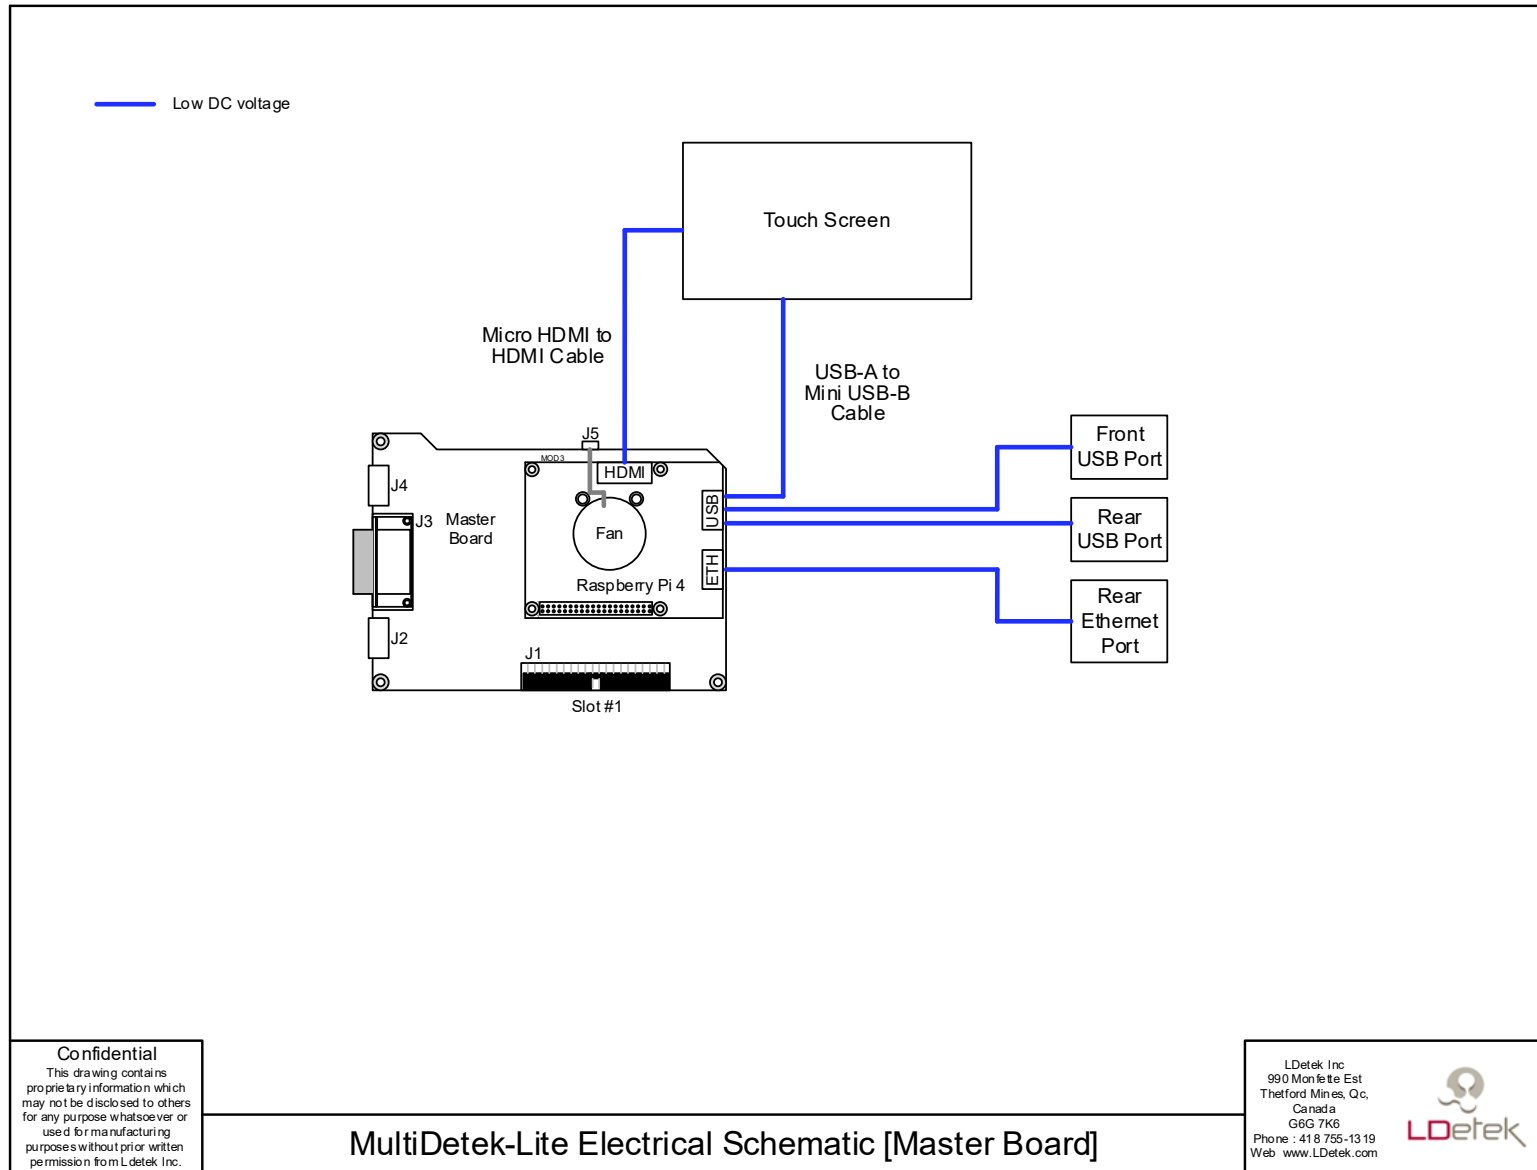 Low DC voltage
Touch Screen
Micro HDMI to
HDMI Cable
USB-A to
Mini USB-B
Cable
Front
USB Port
Rear
USB Port
Rear
Ethernet
Port
J5
MOD3
HDMI
J4
J3
Master
Board
USB
Fan
ETH
Raspberry Pi 4
J2
J1
Slot #1
Confidential
This drawing contains
proprietary information which
may not be disclosed to others
for any purpose whatsoever or
used for manufacturing
purposes without prior written
permission from Ldetek Inc.
MultiDetek-Lite Electrical Schematic [Master Board]
LDetek Inc
990 Monfette Est
Thetford Mines, Qc,
Canada
G6G 7K6
Phone : 418 755-1319
Web www.LDetek.com
LDetek